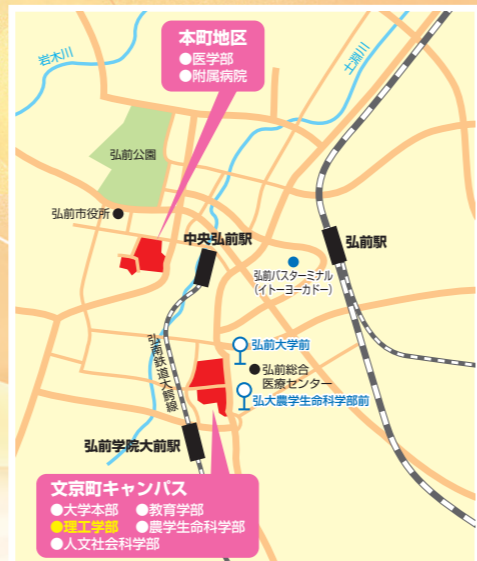 本町地区
●医学部
●附属病院
岩木川
土淵川
弘前公園
弘前市役所
中央弘前駅
弘前駅
弘前バスターミナル
(イトーヨーカドー)
弘南鉄道大鰐線
弘前大学前
弘前総合
医療センター
弘大農学生命科学部前
弘前学院大前駅
文京町キャンパス
●大学本部 ●教育学部
●理工学部 ●農学生命科学部
●人文社会科学部